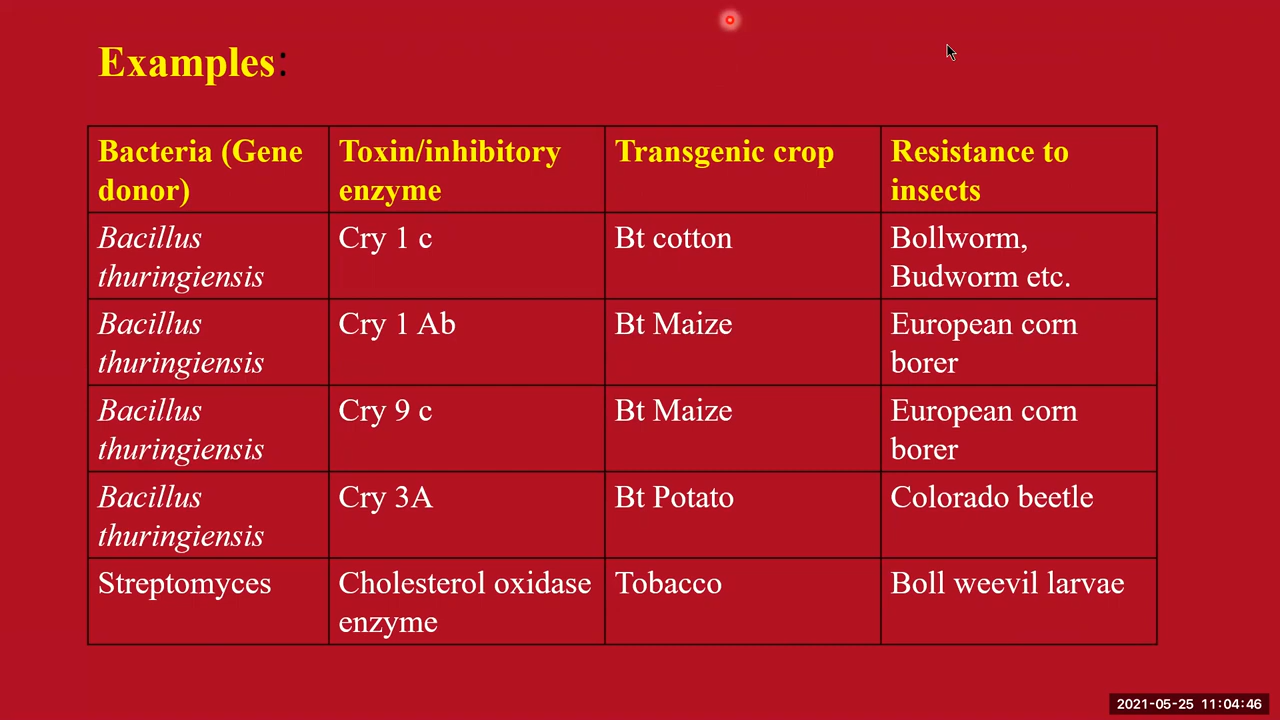 Examples:
Bacteria (Gene donor) Toxin/inhibitory enzyme Transgenic crop Resistance to insects
Bacillus thuringiensis Cry 1 c Bt cotton Bollworm, Budworm etc.
Bacillus thuringiensis Cry 1 Ab Bt Maize European corn borer
Bacillus thuringiensis Cry 9 c Bt Maize European corn borer
Bacillus thuringiensis Cry 3A Bt Potato Colorado beetle
Streptomyces Cholesterol oxidase enzyme Tobacco Boll weevil larvae
2021-05-25 11:04:46